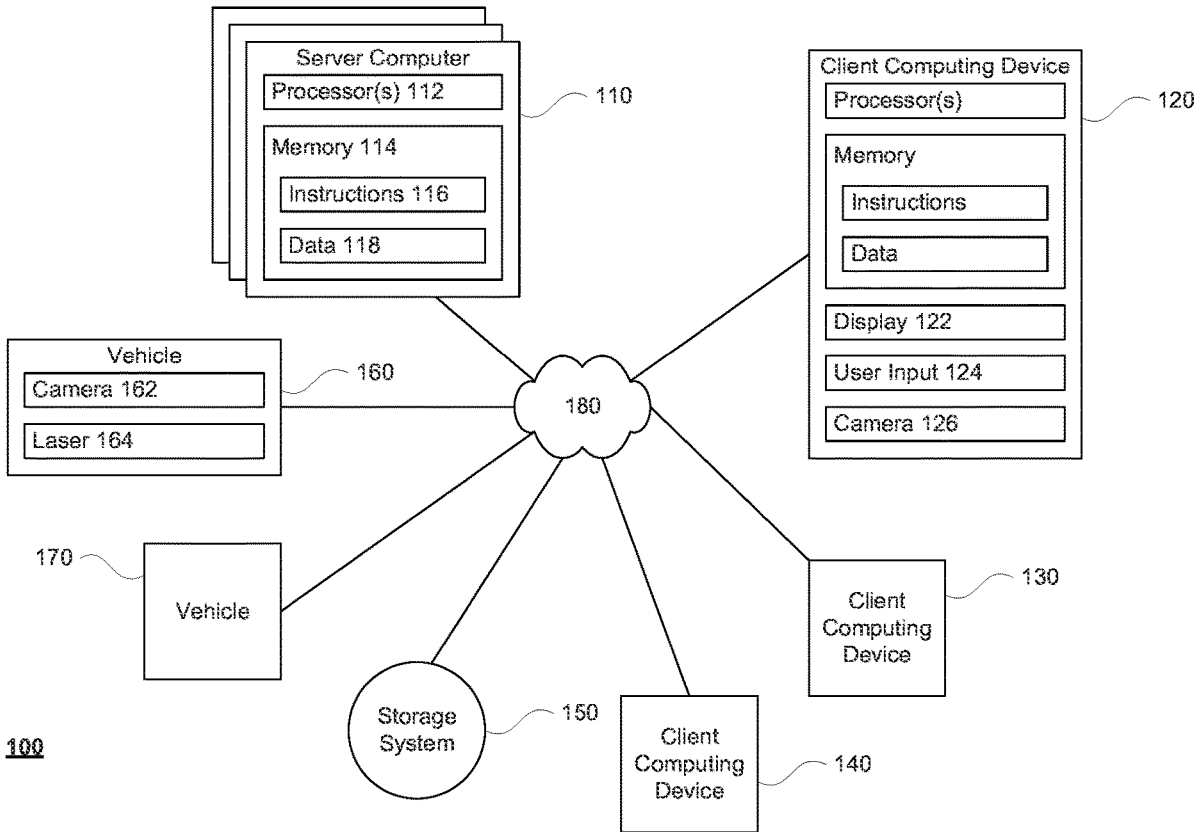 Server Computer
Processor(s) 112
Memory 114
Instructions 116
Data 118
110
Client Computing Device
Processor(s)
Memory
Instructions
Data
Display 122
User Input 124
Camera 126
120
Vehicle
Camera 162
Laser 164
160
180
170
Vehicle
Client
Computing
Device
130
Storage
System
150
Client
Computing
Device
140
100